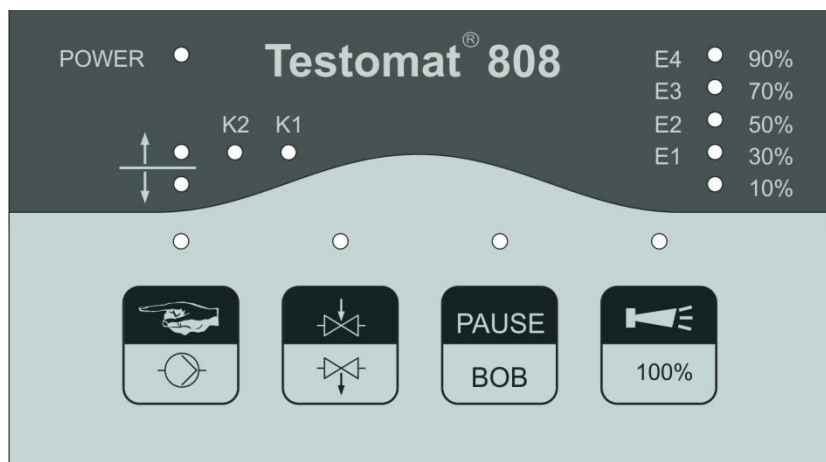 POWER
Testomat® 808
K2 K1
E4 90%
E3 70%
E2 50%
E1 30%
10%
PAUSE
BOB
100%